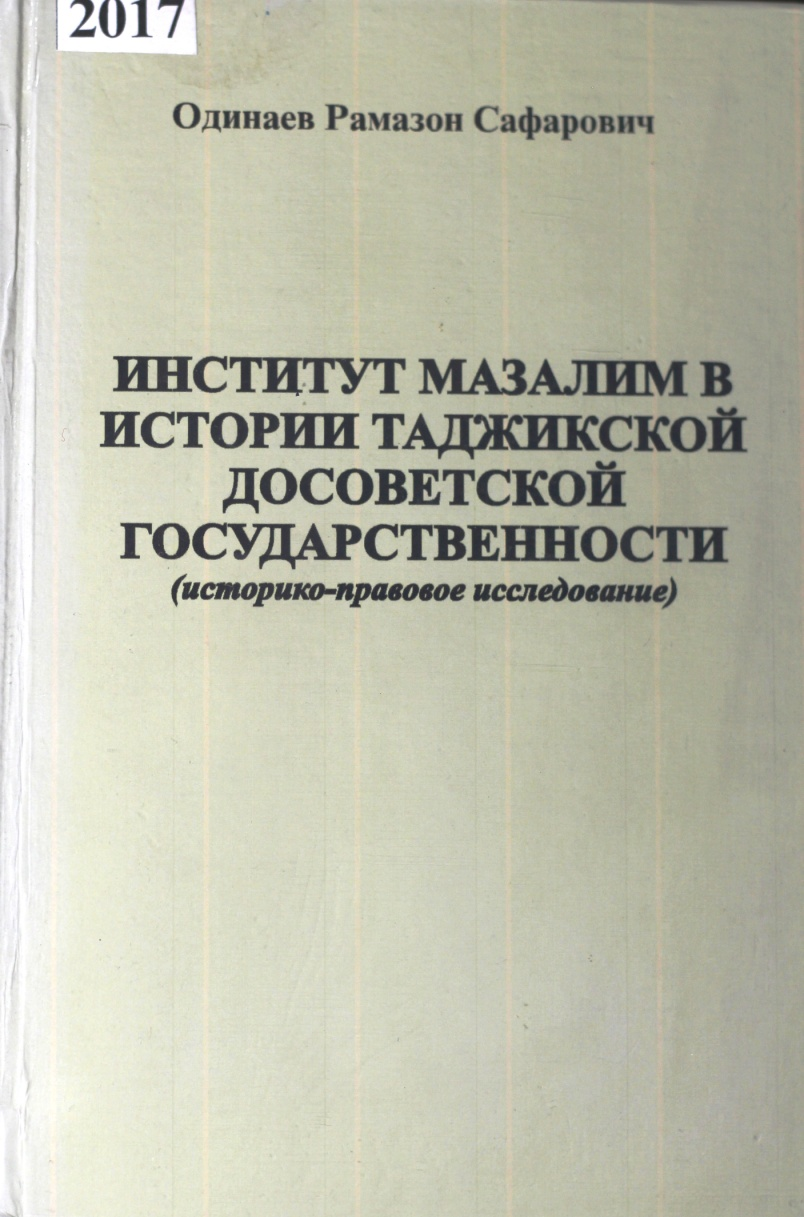 2017
Одинаев Рамазон Сафарович
ИНСТИТУТ МАЗАЛИМ В
ИСТОРИИ ТАДЖИКСКОЙ
ДОСОВЕТСКОЙ
ГОСУДАРСТВЕННОСТИ
(историко-правовое исследование)